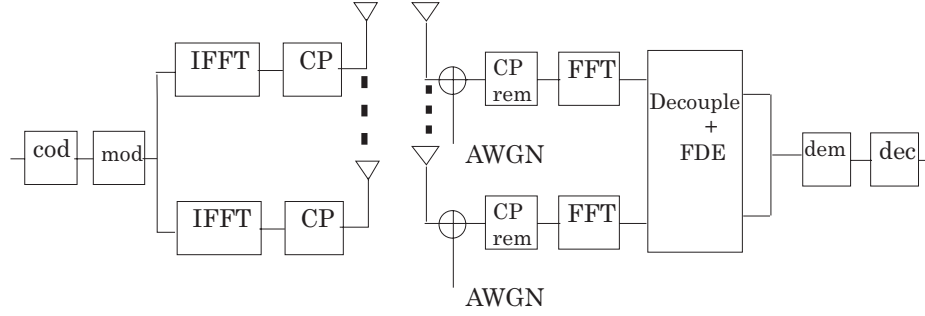 cod
mod
IFFT
CP
IFFT
CP
AWGN
CP
rem
FFT
AWGN
CP
rem
FFT
Decouple
+
FDE
dem
dec